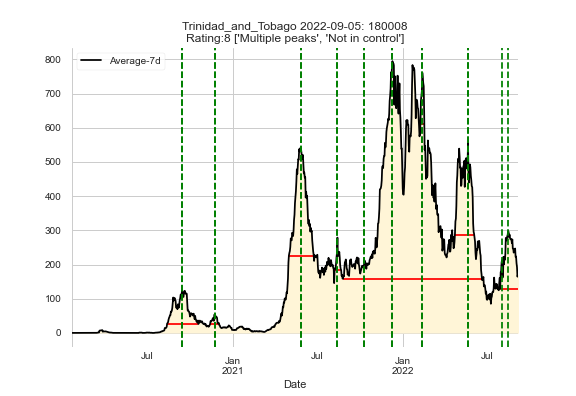 Trinidad_and_Tobago 2022-09-05: 180008
Rating:8 ['Multiple peaks', 'Not in control']
Average-7d
800
700
600
500
400
300
200
100
0
Jul
Jan
2021
Jul
Jan
2022
Jul
Date